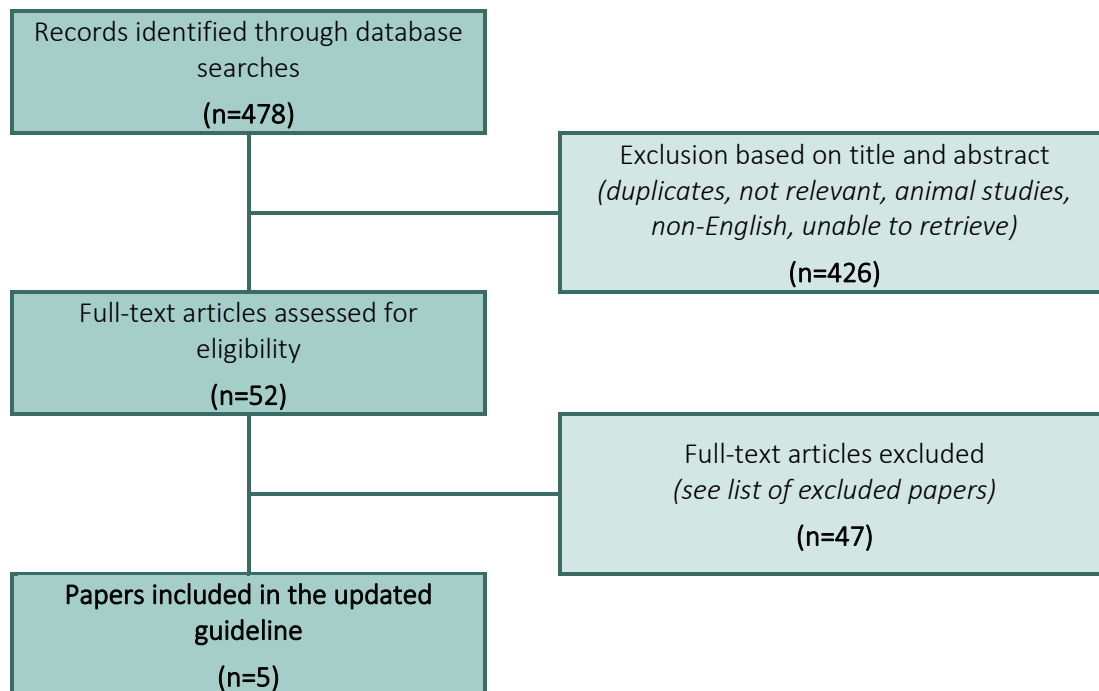 Records identified through database
searches
(n=478)
Exclusion based on title and abstract
(duplicates, not relevant, animal studies,
non-English, unable to retrieve)
(n=426)
Full-text articles assessed for
eligibility
(n=52)
Full-text articles excluded
(see list of excluded papers)
(n=47)
Papers included in the updated
guideline
(n=5)